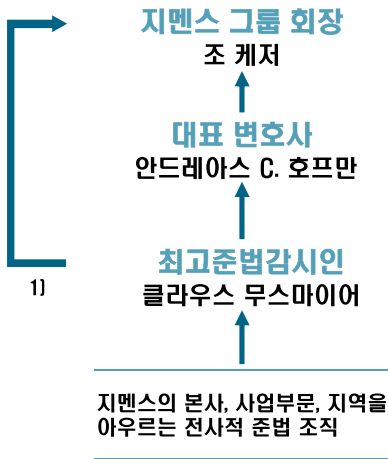 지멘스 그룹 회장
조 케저
대표 변호사
안드레아스 C. 호프만
최고준법감시인
클라우스 무스마이어
1)
지멘스의 본사, 사업부문, 지역을
아우르는 전사적 준법 조직